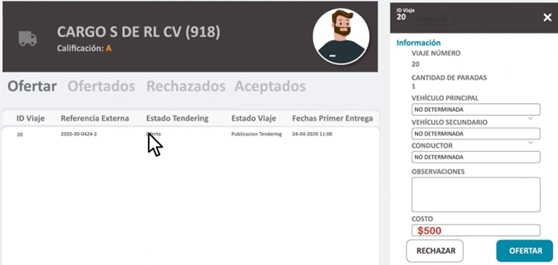 CARGO S DE RL CV (918)
Calificación: A
Ofertar Ofertados Rechazados Aceptados
ID Viaje Referencia Externa Estado Tendering Estado Viaje Fechas Primer Entrega
20 2020-30-0424-2 Oferta Publicacion Tendering 24-04-2020 11:00
ID Viaje
20
Información
VIAJE NÚMERO
20
CANTIDAD DE PARADAS
1
VEHÍCULO PRINCIPAL
NO DETERMINADA
VEHÍCULO SECUNDARIO
NO DETERMINADA
CONDUCTOR
NO DETERMINADA
OBSERVACIONES
COSTO
$500
RECHAZAR OFERTAR